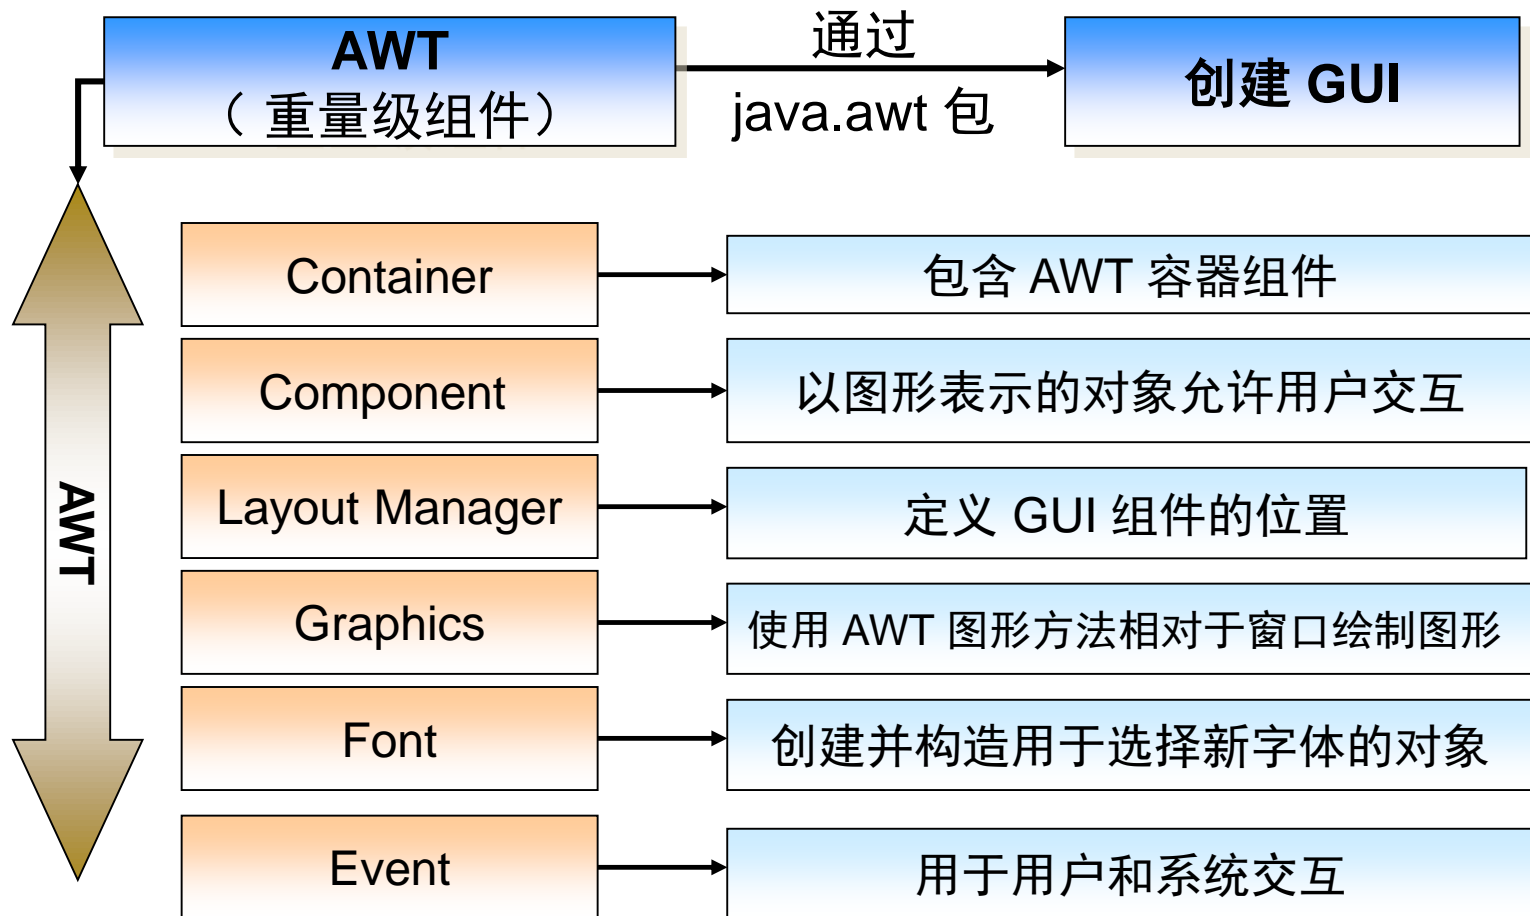 AWT
（ 重量级组件）
通过
java.awt 包
创建 GUI
AWT
Container
包含 AWT 容器组件
Component
以图形表示的对象允许用户交互
Layout Manager
定义 GUI 组件的位置
Graphics
使用 AWT 图形方法相对于窗口绘制图形
Font
创建并构造用于选择新字体的对象
Event
用于用户和系统交互